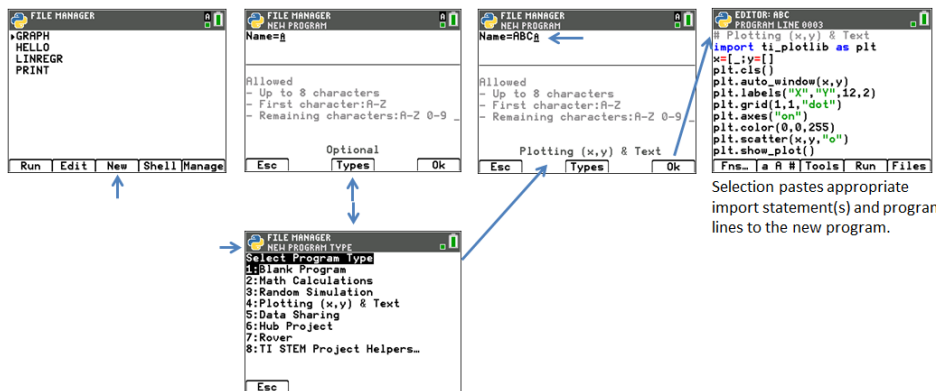 FILE MANAGER
GRAPH
HELLO
LINREGR
PRINT
Run Edit New Shell Manage
FILE MANAGER
NEW PROGRAM
Name=A
Allowed
- Up to 8 characters
- First character:A-Z
- Remaining characters:A-Z 0-9 _
Optional
Esc Types Ok
FILE MANAGER
NEW PROGRAM
Name=ABCA
Allowed
- Up to 8 characters
- First character:A-Z
- Remaining characters:A-Z 0-9 _
Plotting (x,y) & Text
Esc Types Ok
EDITOR: ABC
PROGRAM LINE 0003
# Plotting (x,y) & Text
import ti_plotlib as plt
x=[_;y=[]
plt.cls()
plt.auto_window(x,y)
plt.labels("X","Y",12,2)
plt.grid(1,1,"dot")
plt.axes("on")
plt.color(0,0,255)
plt.scatter(x,y,"o")
plt.show_plot()
Fns… a A # Tools Run Files
Selection pastes appropriate
import statement(s) and program
lines to the new program.
FILE MANAGER
NEW PROGRAM TYPE
Select Program Type
1:Blank Program
2:Math Calculations
3:Random Simulation
4:Plotting (x,y) & Text
5:Data Sharing
6:Hub Project
7:Rover
8:TI STEM Project Helpers…
Esc